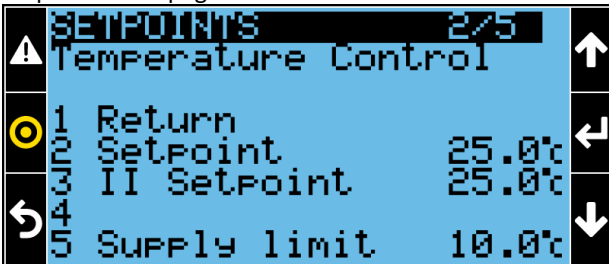 SETPOINTS 2/5
Temperature Control
1 Return
2 Setpoint 25.0°c
3 II Setpoint 25.0°c
4
5 Supply limit 10.0°c